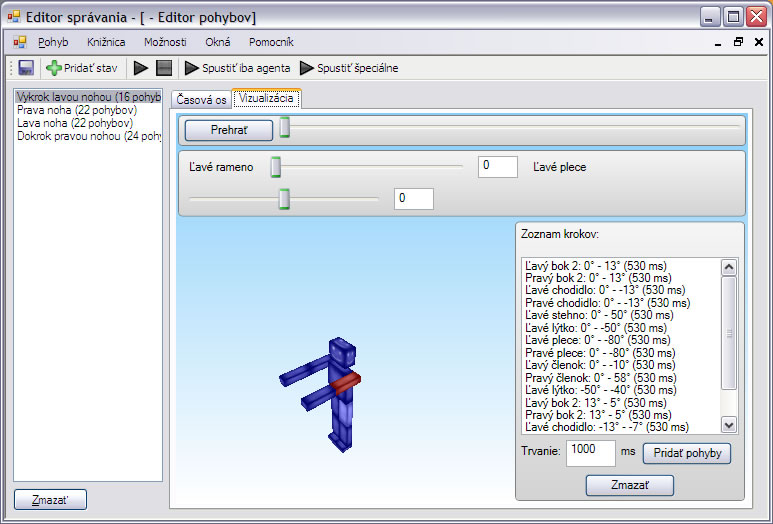 Editor správania - [ - Editor pohybov]
Pohyb Knižnica Možnosti Okná Pomocník
Pridať stav Spustiť iba agenta Spustiť špeciálne
Vykrok lavou nohou (16 pohyb
Prava noha (22 pohybov)
Lava noha (22 pohybov)
Dokrok pravou nohou (24 poh
Zmazať
Časová os Vizualizácia
Prehrať
Ľavé rameno 0 Ľavé plece
0
Zoznam krokov:
Ľavý bok 2: 0° - 13° (530 ms)
Pravý bok 2: 0° - 13° (530 ms)
Ľavé chodidlo: 0° - -13° (530 ms)
Pravé chodidlo: 0° - -13° (530 ms)
Ľavé stehno: 0° - 50° (530 ms)
Ľavé lýtko: 0° - -50° (530 ms)
Ľavé plece: 0° - -80° (530 ms)
Pravé plece: 0° - -80° (530 ms)
Ľavý členok: 0° - -10° (530 ms)
Pravý členok: 0° - 58° (530 ms)
Ľavé lýtko: -50° - -40° (530 ms)
Ľavý bok 2: 13° - 5° (530 ms)
Pravý bok 2: 13° - 5° (530 ms)
Ľavé chodidlo: -13° - -7° (530 ms)
Trvanie: 1000 ms Pridať pohyby
Zmazať